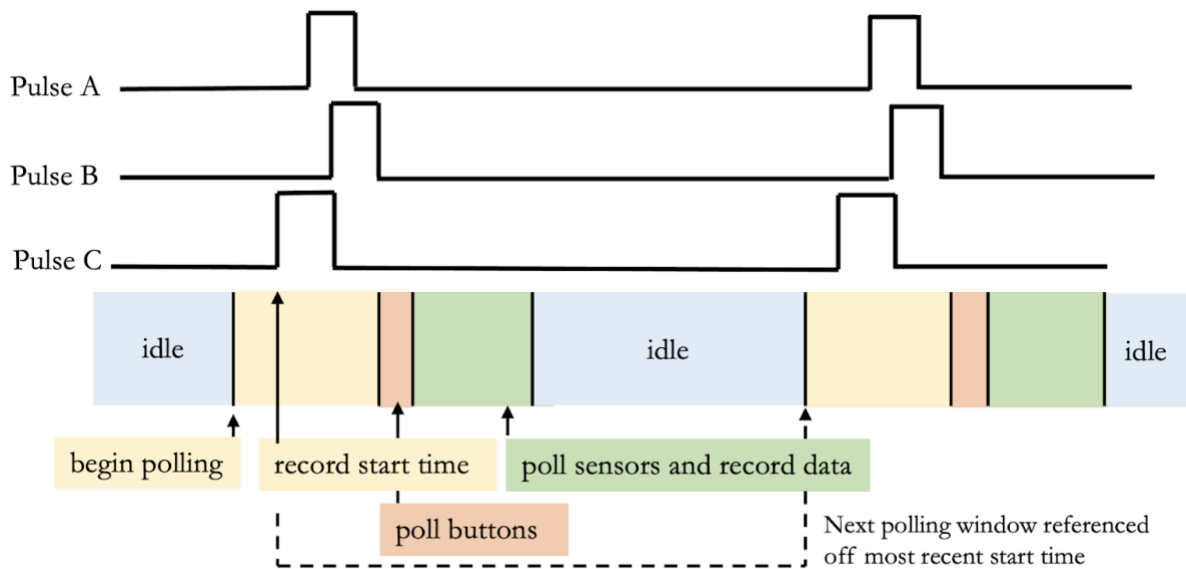 Pulse A
Pulse B
Pulse C
idle
idle
idle
begin polling
record start time
poll sensors and record data
poll buttons
Next polling window referenced
off most recent start time